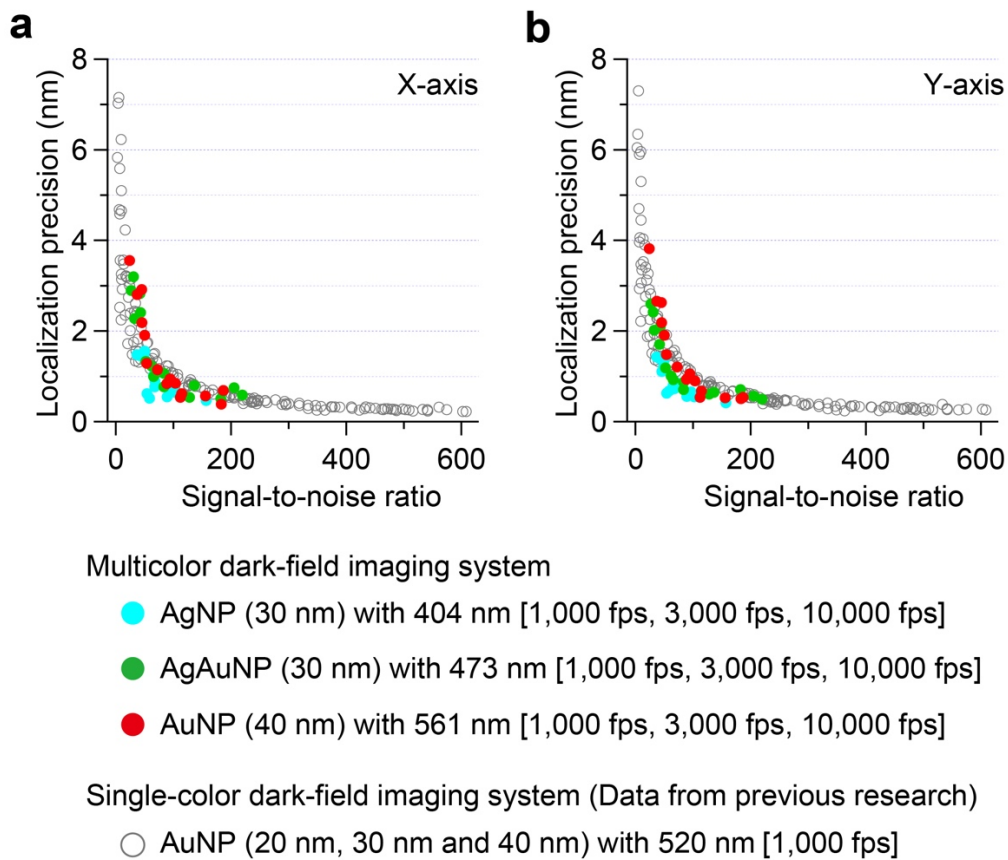 a
b
8
6
4
2
0
Localization precision (nm)
X-axis
0 200 400 600
Signal-to-noise ratio
8
6
4
2
0
Localization precision (nm)
Y-axis
0 200 400 600
Signal-to-noise ratio
Multicolor dark-field imaging system
AgNP (30 nm) with 404 nm [1,000 fps, 3,000 fps, 10,000 fps]
AgAuNP (30 nm) with 473 nm [1,000 fps, 3,000 fps, 10,000 fps]
AuNP (40 nm) with 561 nm [1,000 fps, 3,000 fps, 10,000 fps]
Single-color dark-field imaging system (Data from previous research)
AuNP (20 nm, 30 nm and 40 nm) with 520 nm [1,000 fps]